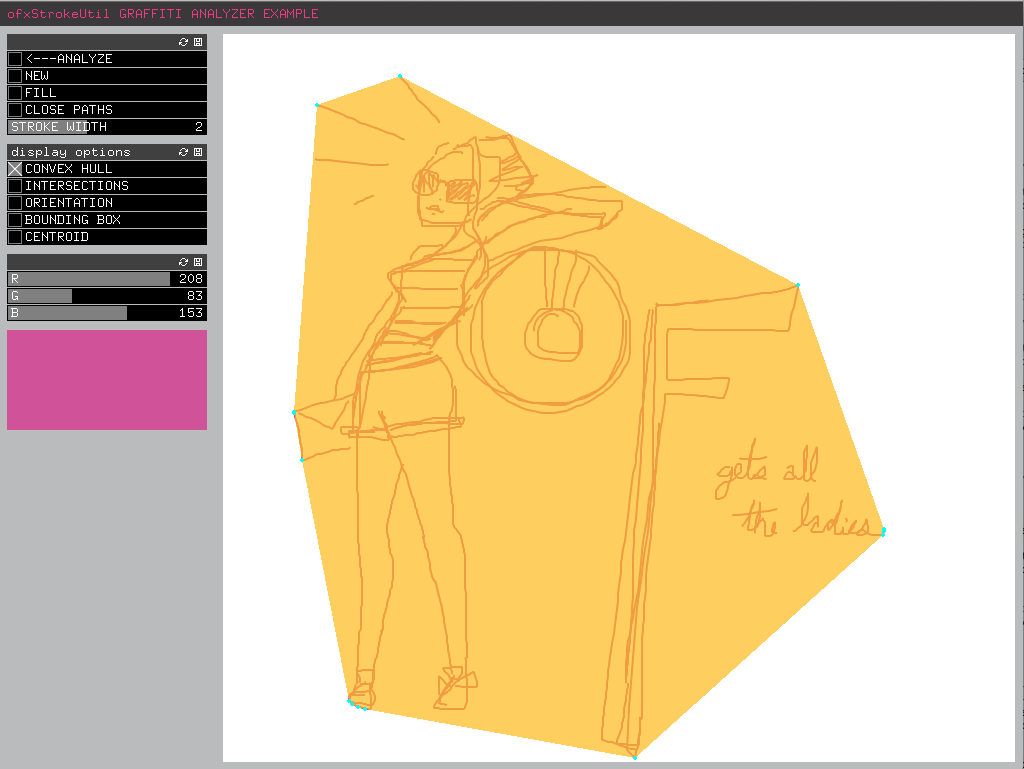 ofxStrokeUtil GRAFFITI ANALYZER EXAMPLE
<---ANALYZE
NEW
FILL
CLOSE PATHS
STROKE WIDTH 2
display options
CONVEX HULL
INTERSECTIONS
ORIENTATION
BOUNDING BOX
CENTROID
R 208
G 83
B 153
OF
gets all
the ladies